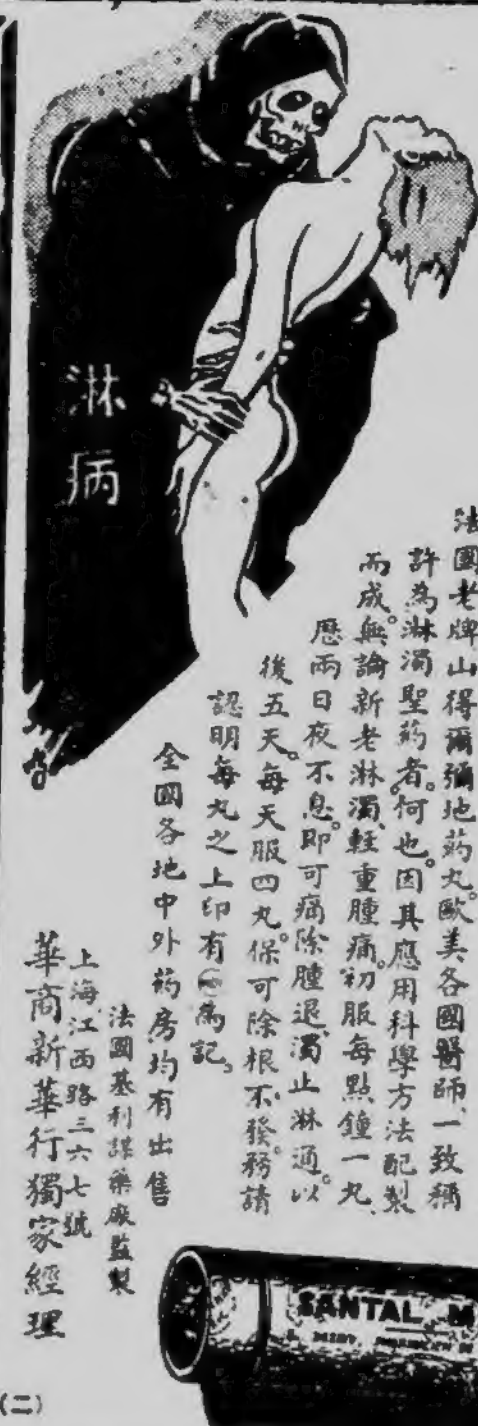 淋病
法國老牌山得爾彌地药丸。歐美各國醫師、一致稱
許為淋濁聖药者。何也。因其應用科學方法配製
而成。無論新老淋濁、輕重腫痛。初服每點鐘一丸、
歷兩日夜不息。即可痛除腫退、濁止淋通。以
後五天。每天服四丸。保可除根不發。務請
認明每丸之上印有為記。
全國各地中外药房均有出售
法國基利謀藥廠監製
上海江西路三六七號
華商新華行獨家經理
SANTAL M
L. MIDY
(二)